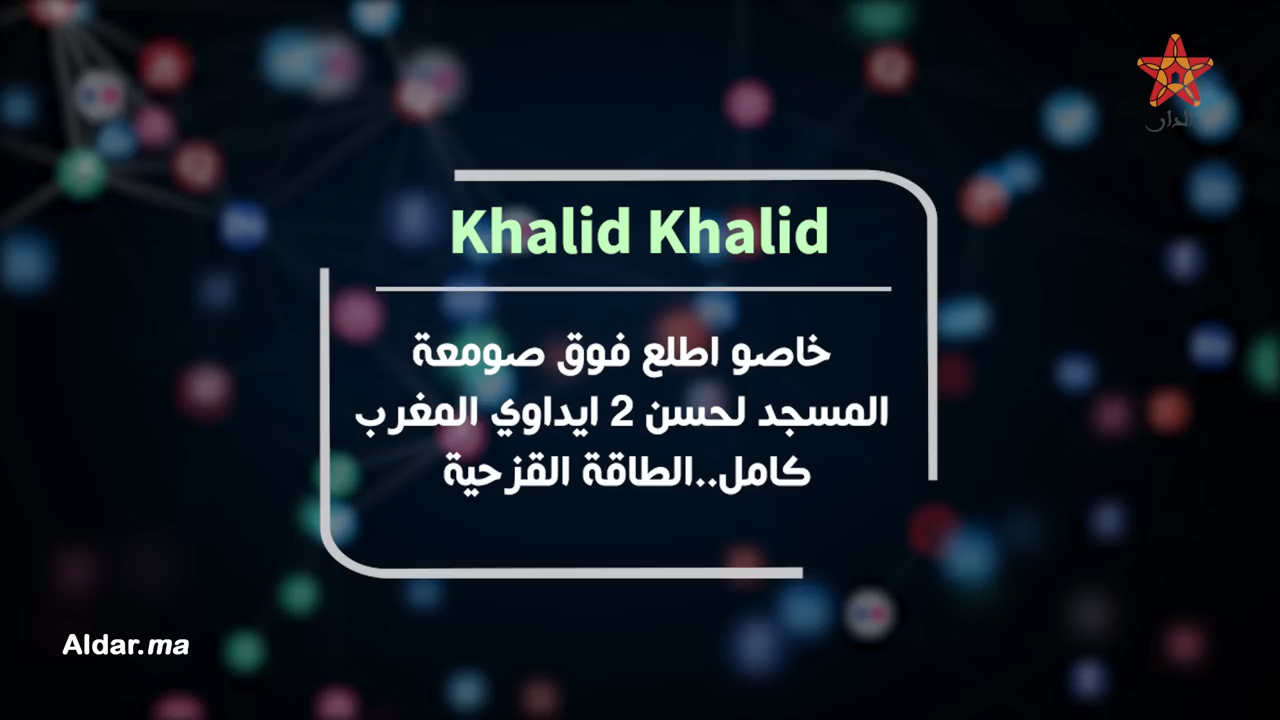 الدار
Khalid Khalid
خاصو اطلع فوق صومعة
المسجد لحسن 2 ايداوي المغرب
كامل..الطاقة القزحية
Aldar.ma